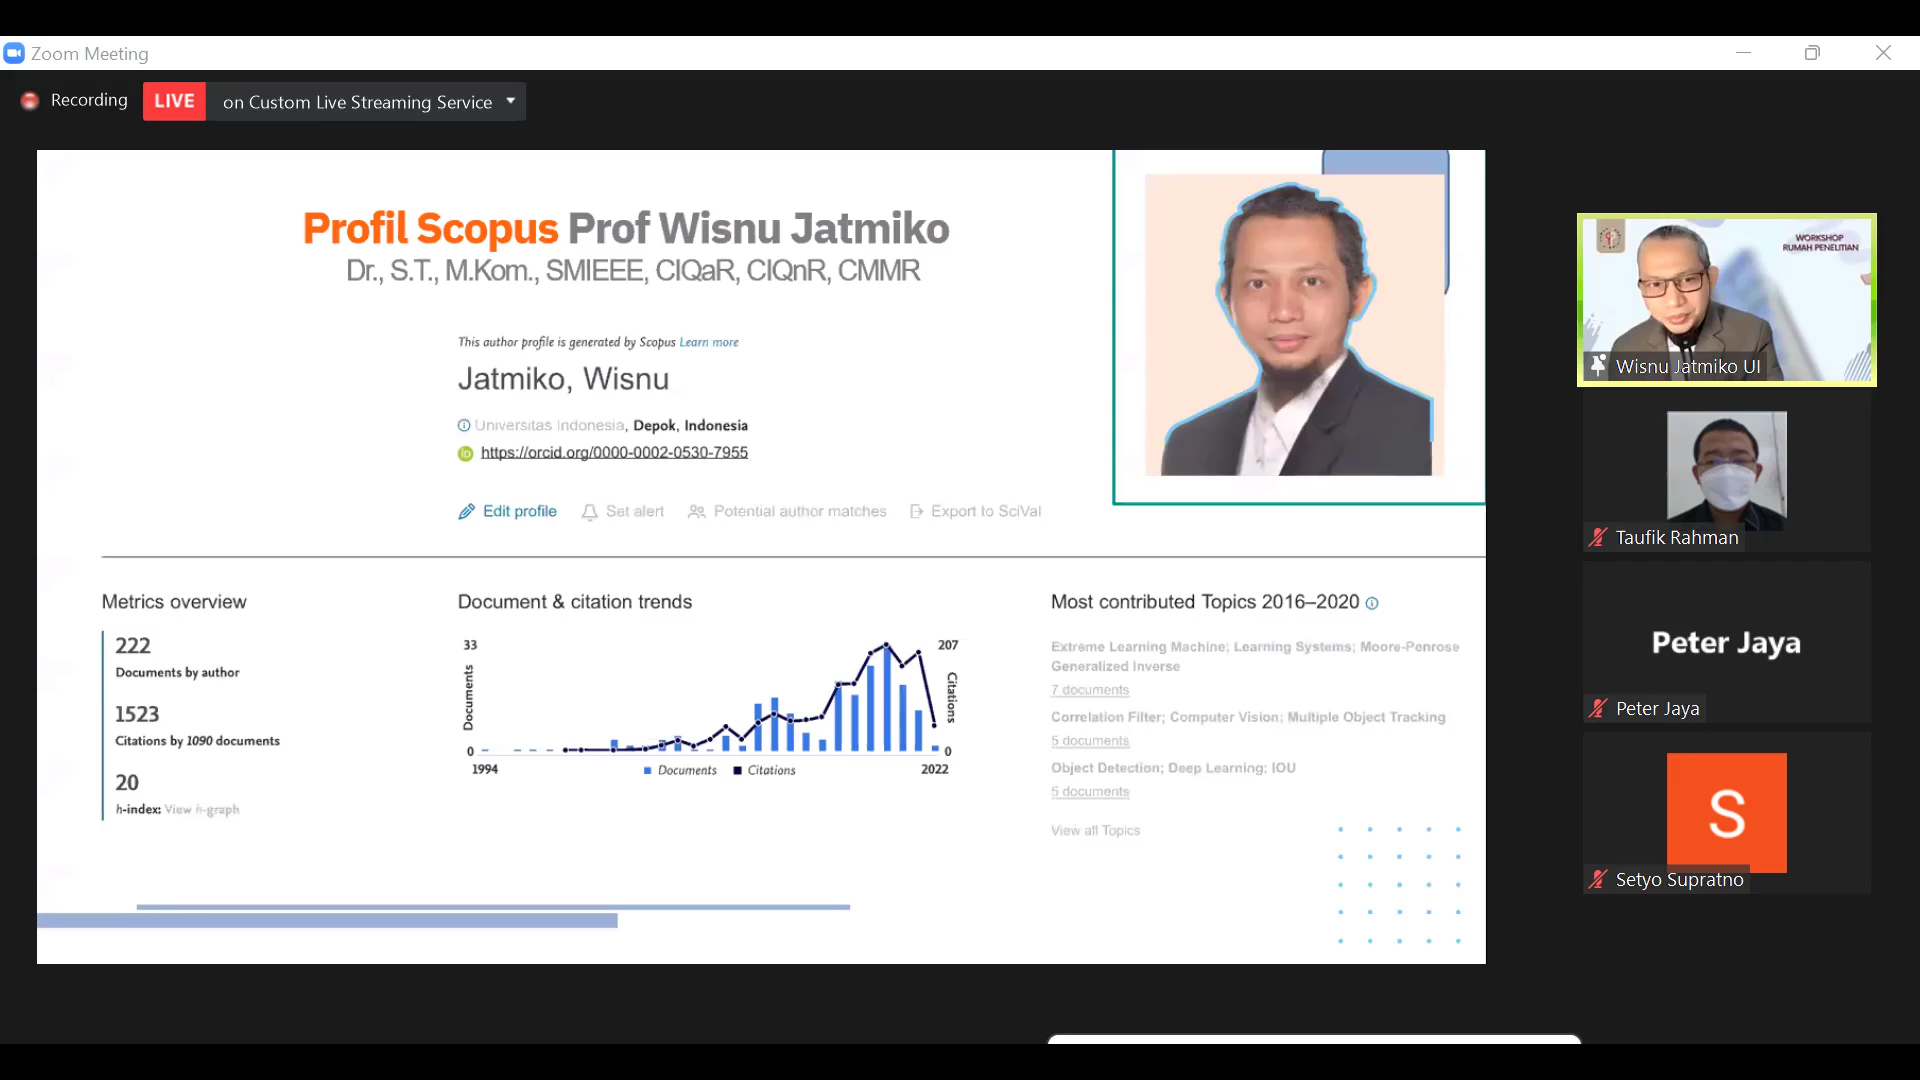 Zoom Meeting
Recording
LIVE
on Custom Live Streaming Service
Profil Scopus Prof Wisnu Jatmiko
Dr., S.T., M.Kom., SMIEEE, CIQaR, CIQnR, CMMR
This author profile is generated by Scopus Learn more
Jatmiko, Wisnu
Universitas Indonesia, Depok, Indonesia
iD https://orcid.org/0000-0002-0530-7955
Edit profile
Set alert
Potential author matches
Export to SciVal
Metrics overview
222
Documents by author
1523
Citations by 1090 documents
20
h-index: View h-graph
Document & citation trends
33
207
Documents
Citations
0
0
1994
2022
Documents
Citations
Most contributed Topics 2016–2020
Extreme Learning Machine; Learning Systems; Moore-Penrose
Generalized Inverse
7 documents
Correlation Filter; Computer Vision; Multiple Object Tracking
5 documents
Object Detection; Deep Learning; IOU
5 documents
View all Topics
WORKSHOP
RUMAH PENELITIAN
Wisnu Jatmiko UI
Taufik Rahman
Peter Jaya
Peter Jaya
S
Setyo Supratno